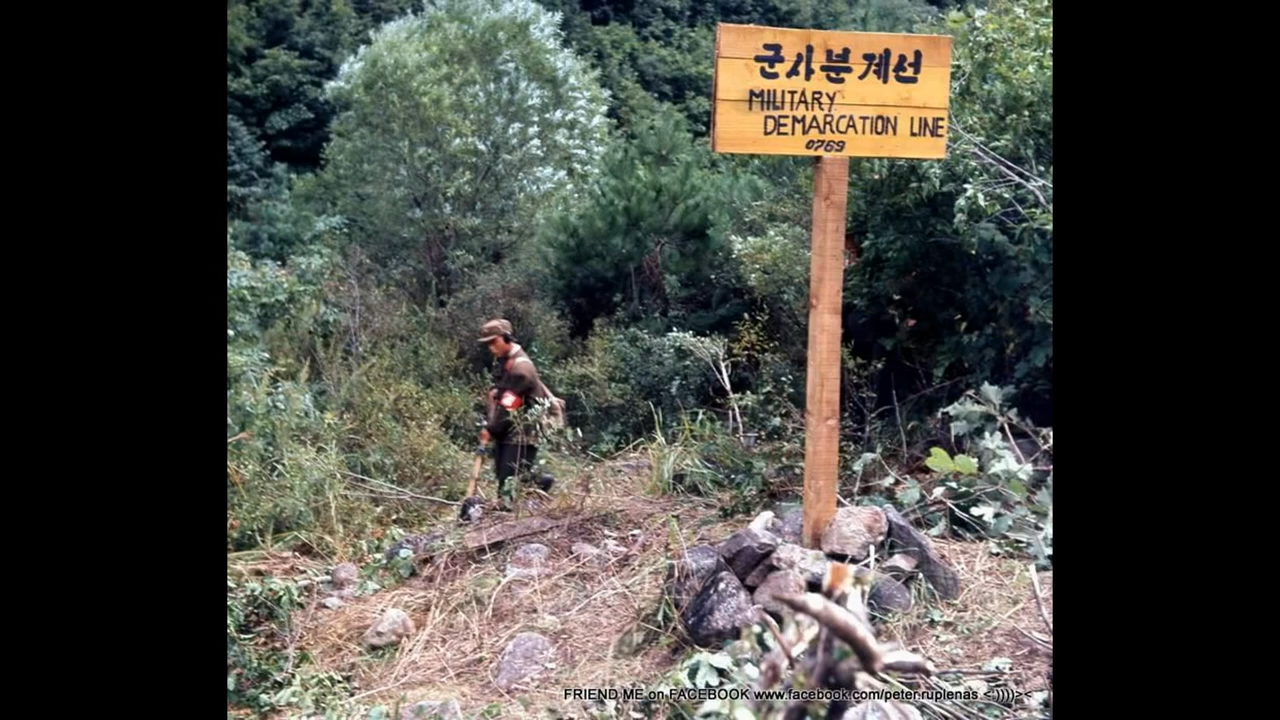 군사분계선
MILITARY
DEMARCATION LINE
0769
FRIEND ME on FACEBOOK www.facebook.com/peter.ruplenas <.))))><